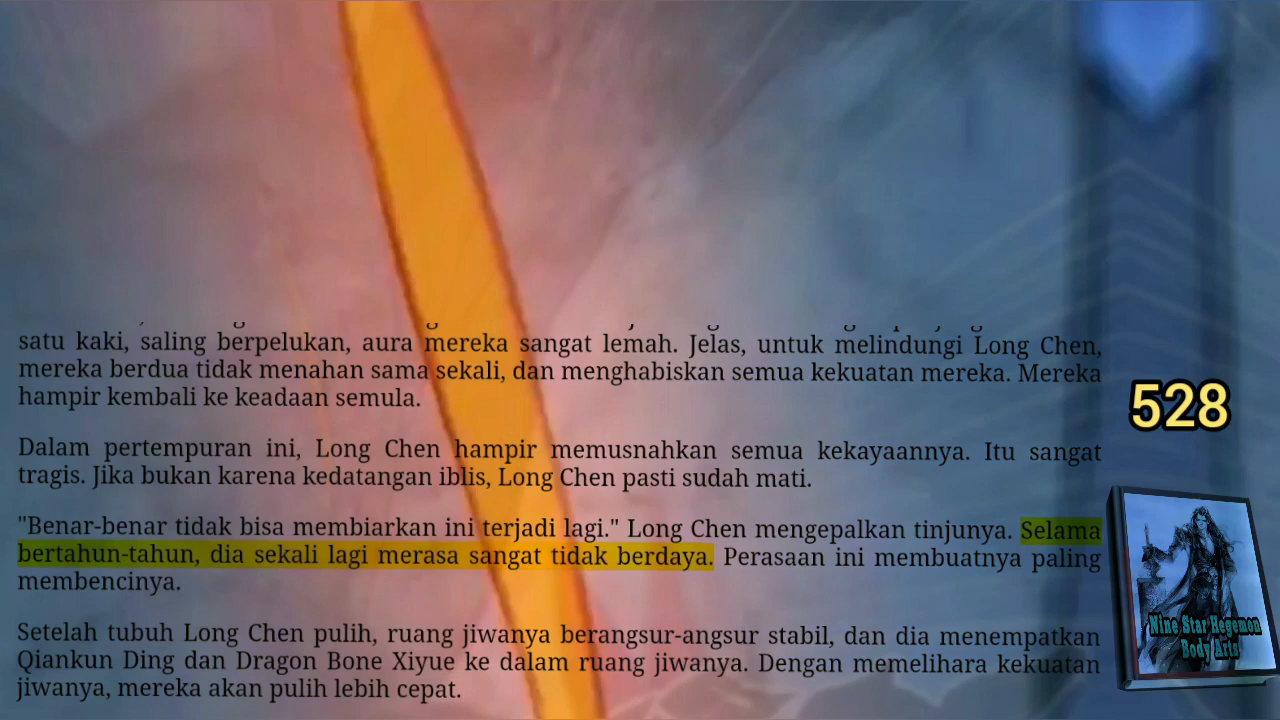 satu kaki, saling berpelukan, aura mereka sangat lemah. Jelas, untuk melindungi Long Chen,
mereka berdua tidak menahan sama sekali, dan menghabiskan semua kekuatan mereka. Mereka
hampir kembali ke keadaan semula.
Dalam pertempuran ini, Long Chen hampir memusnahkan semua kekayaannya. Itu sangat
tragis. Jika bukan karena kedatangan iblis, Long Chen pasti sudah mati.
"Benar-benar tidak bisa membiarkan ini terjadi lagi." Long Chen mengepalkan tinjunya. Selama
bertahun-tahun, dia sekali lagi merasa sangat tidak berdaya. Perasaan ini membuatnya paling
membencinya.
Setelah tubuh Long Chen pulih, ruang jiwanya berangsur-angsur stabil, dan dia menempatkan
Qiankun Ding dan Dragon Bone Xiyue ke dalam ruang jiwanya. Dengan memelihara kekuatan
jiwanya, mereka akan pulih lebih cepat.
528
Nine Star Hegemon
Body Arts